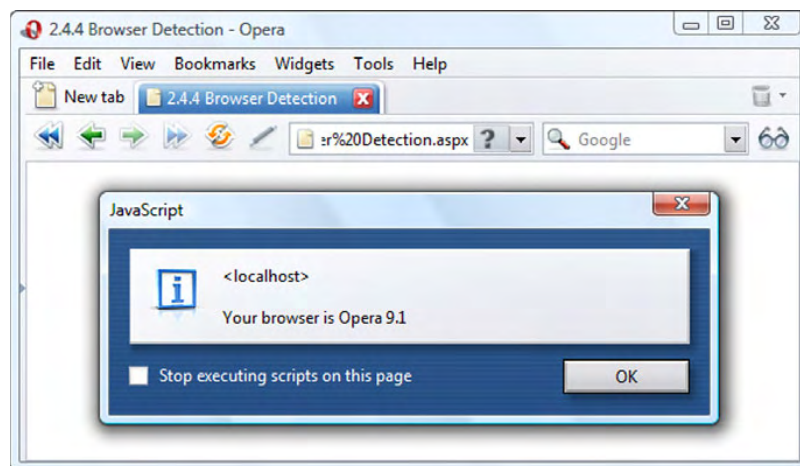 2.4.4 Browser Detection - Opera
File Edit View Bookmarks Widgets Tools Help
New tab 2.4.4 Browser Detection
er%20Detection.aspx ? Google
JavaScript
<localhost>
Your browser is Opera 9.1
Stop executing scripts on this page OK